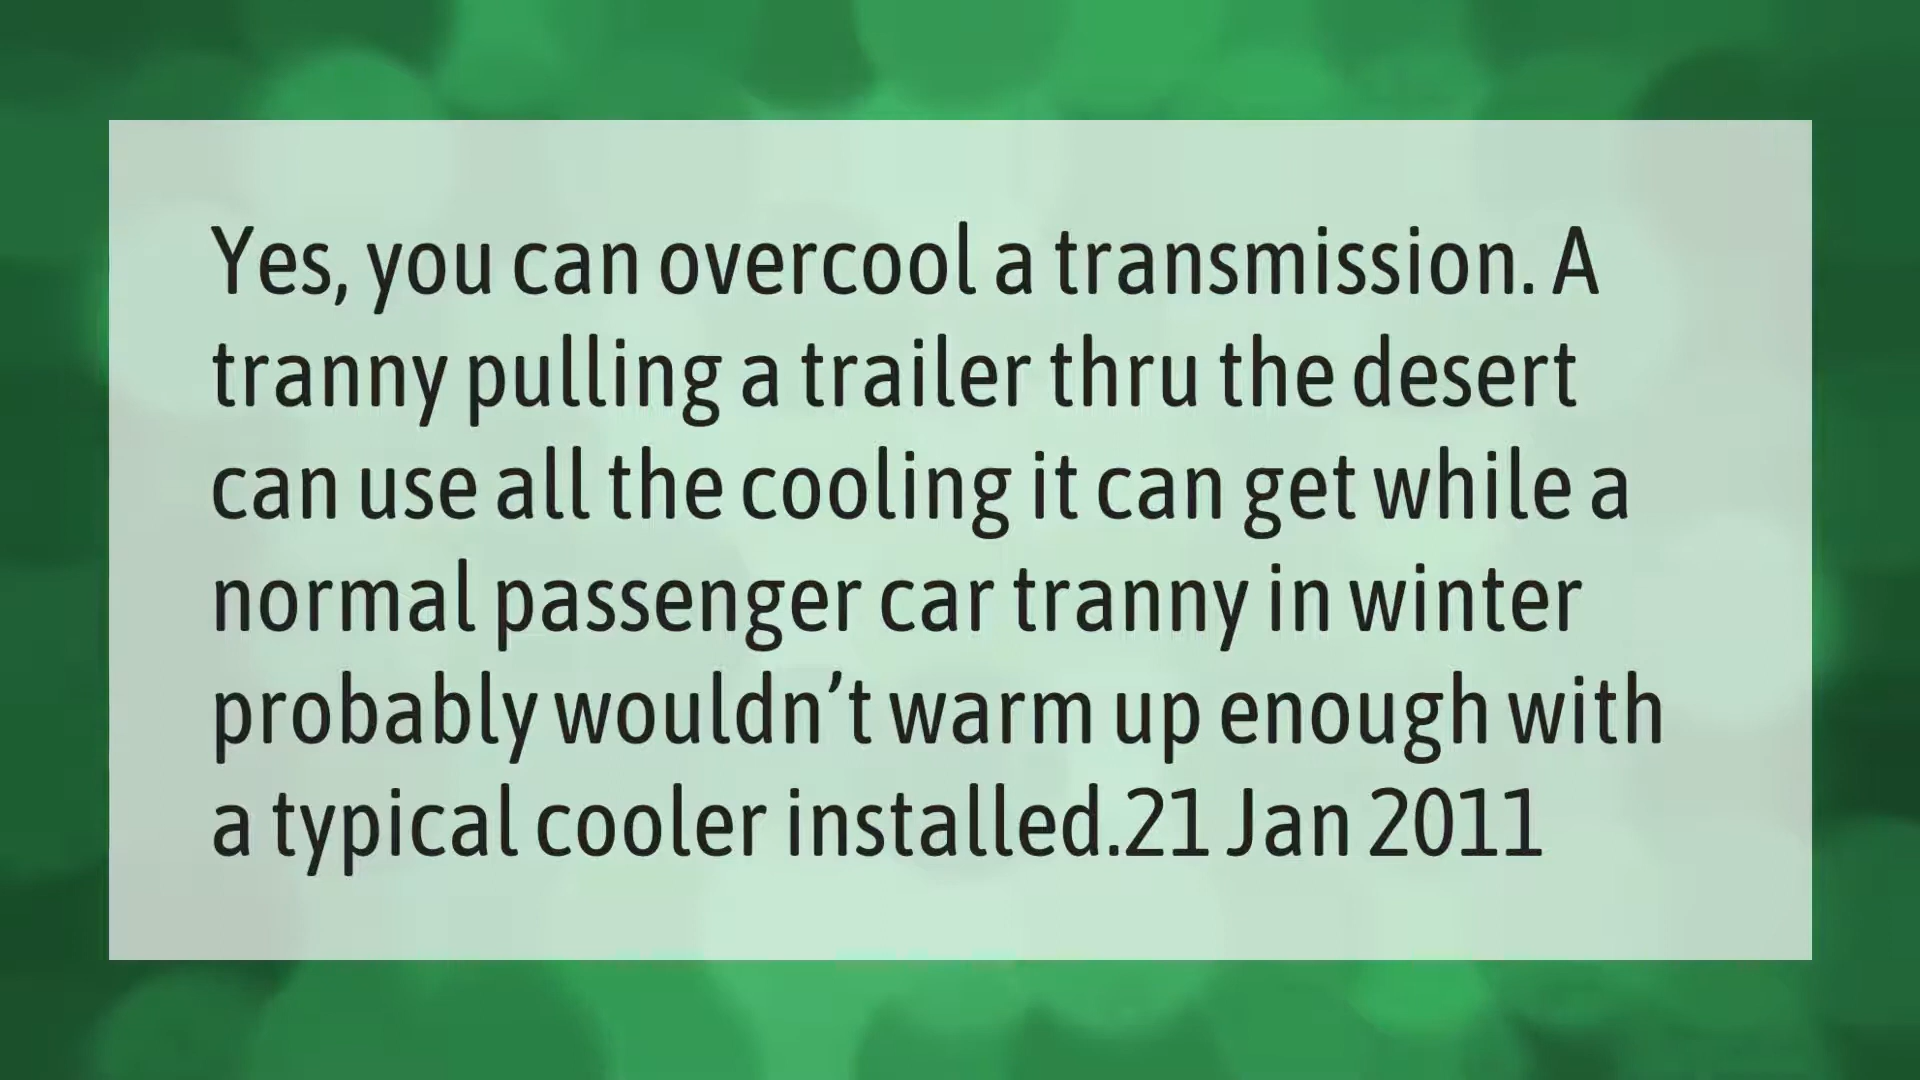 Yes, you can overcool a transmission. A
tranny pulling a trailer thru the desert
can use all the cooling it can get while a
normal passenger car tranny in winter
probably wouldn’t warm up enough with
a typical cooler installed.21 Jan 2011